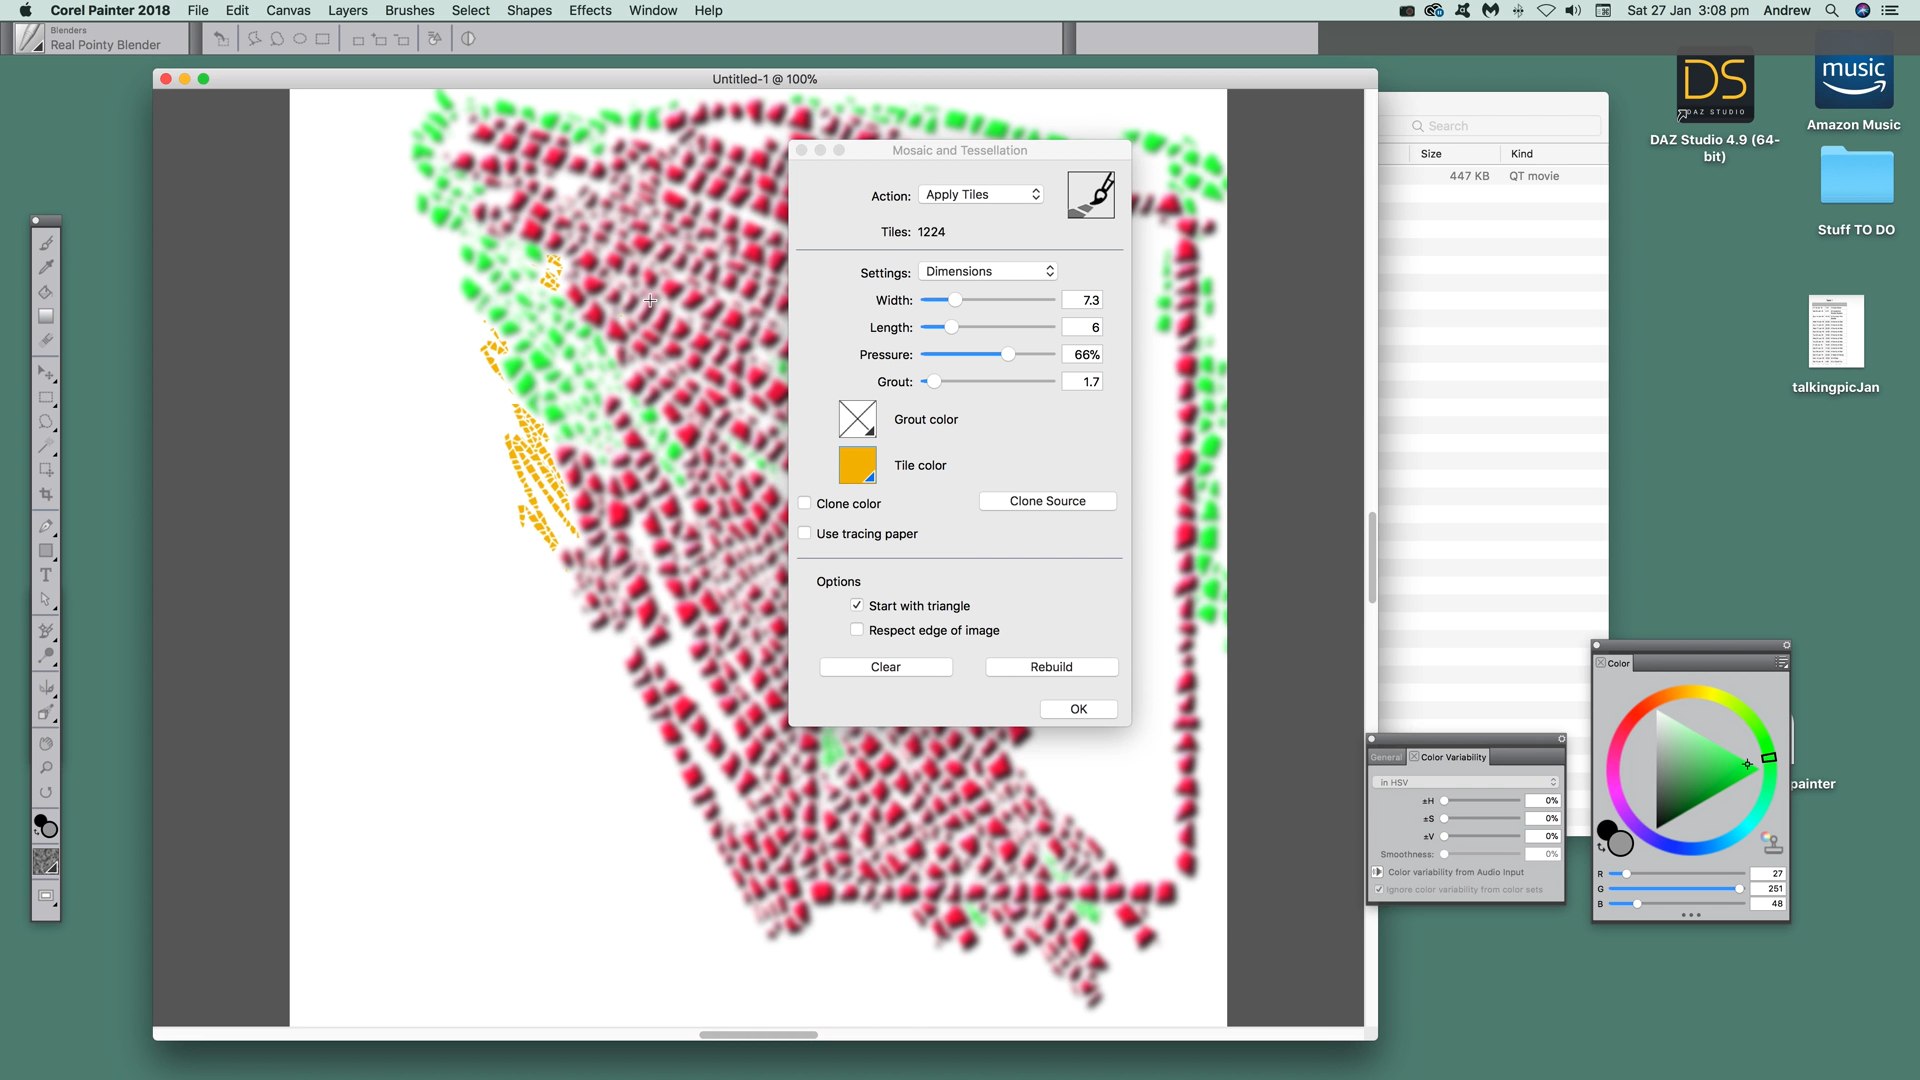 Corel Painter 2018 File Edit Canvas Layers Brushes Select Shapes Effects Window Help
Sat 27 Jan 3:08 pm Andrew
Blenders
Real Pointy Blender
Untitled-1 @ 100%
Mosaic and Tessellation
Action: Apply Tiles
Tiles: 1224
Settings: Dimensions
Width: 7.3
Length: 6
Pressure: 66%
Grout: 1.7
Grout color
Tile color
Clone color
Clone Source
Use tracing paper
Options
Start with triangle
Respect edge of image
Clear Rebuild
OK
Search
Size Kind
447 KB QT movie
DS
DAZ STUDIO
DAZ Studio 4.9 (64-
bit)
music
Amazon Music
Stuff TO DO
talkingpicJan
painter
General Color Variability
in HSV
±H 0%
±S 0%
±V 0%
Smoothness: 0%
Color variability from Audio Input
Ignore color variability from color sets
Color
R 27
G 251
B 48